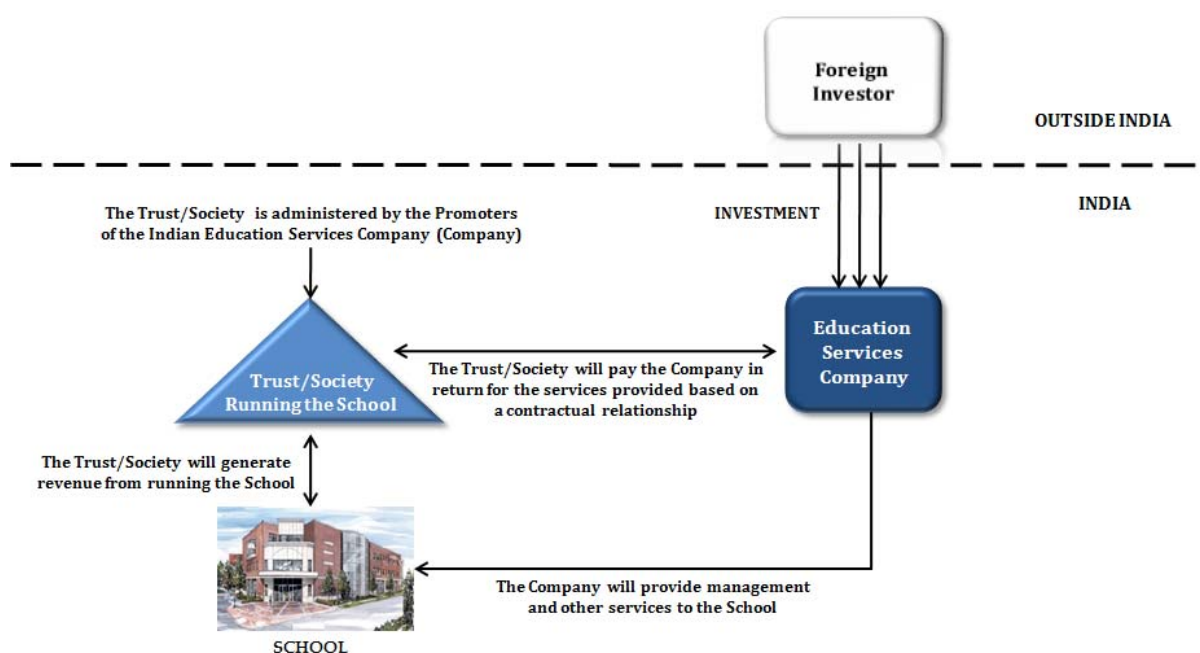 Foreign
Investor
OUTSIDE INDIA
INDIA
The Trust/Society is administered by the Promoters
of the Indian Education Services Company (Company)
INVESTMENT
Education
Services
Company
Trust/Society
Running the School
The Trust/Society will pay the Company in
return for the services provided based on
a contractual relationship
The Trust/Society will generate
revenue from running the School
The Company will provide management
and other services to the School
SCHOOL